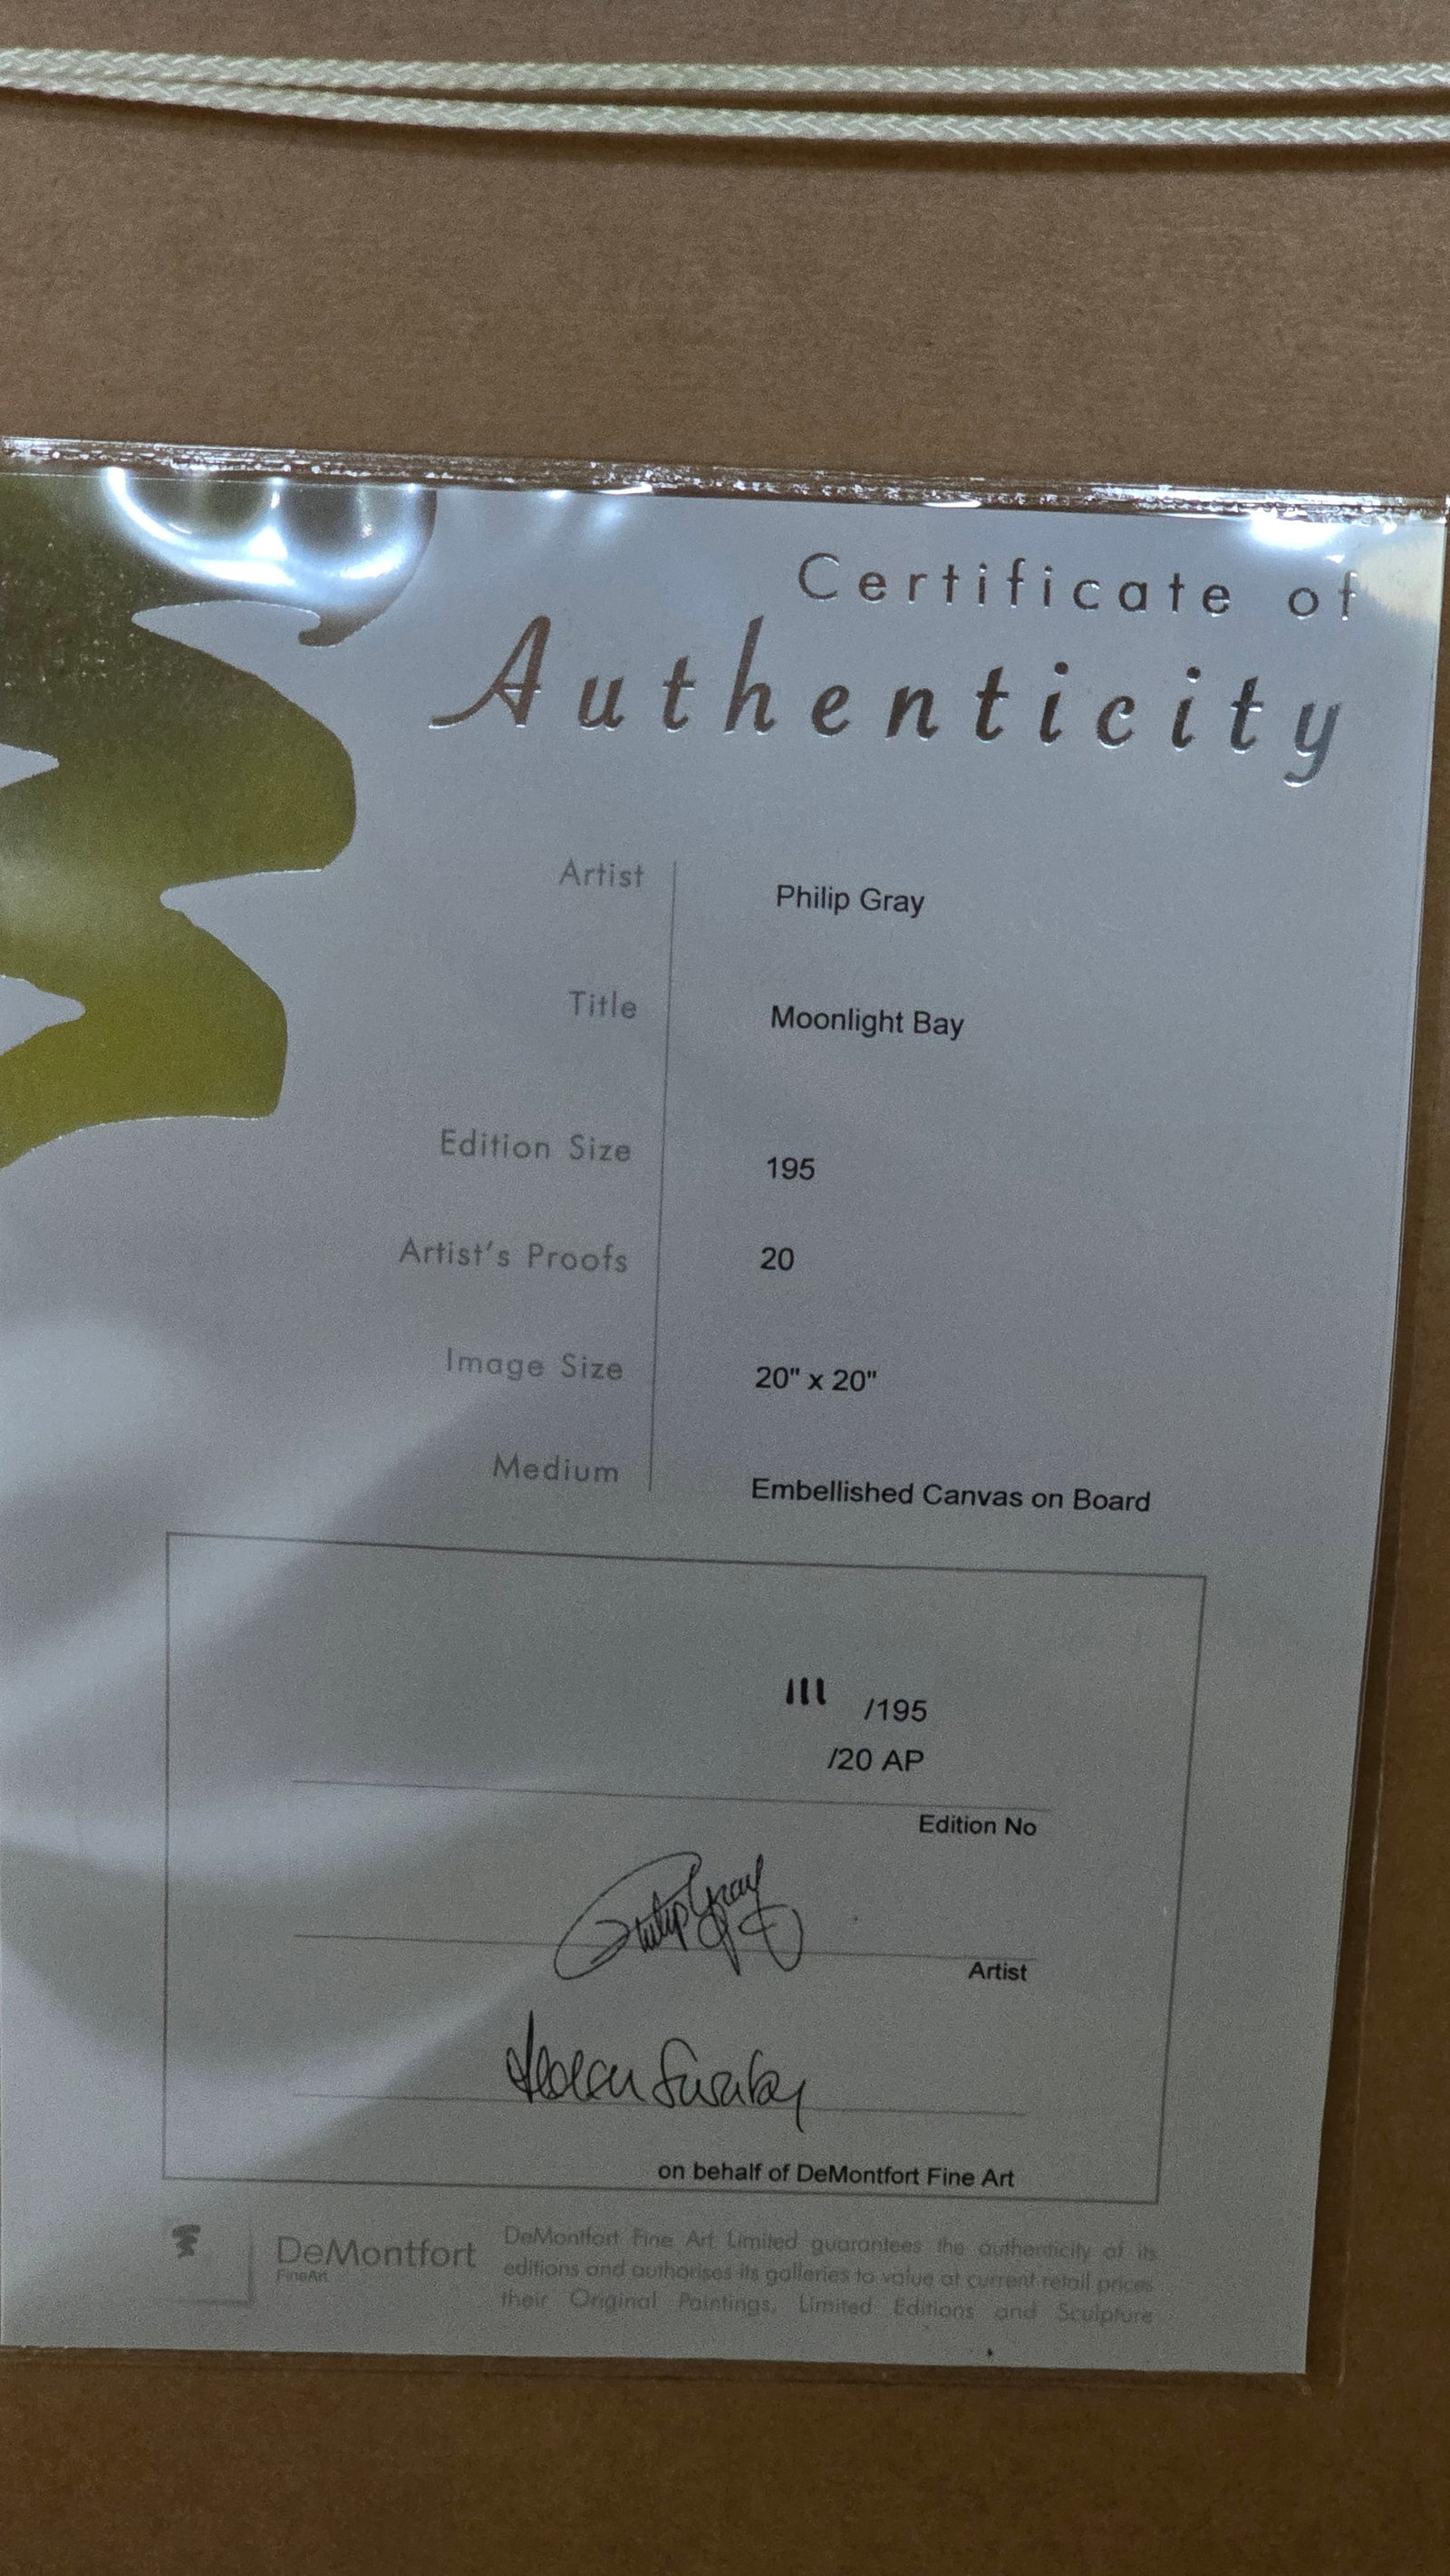 Certificate of
Authenticity
Artist Philip Gray
Title Moonlight Bay
Edition Size 195
Artist's Proofs 20
Image Size 20" x 20"
Medium Embellished Canvas on Board
111 /195
/20 AP
Edition No
Philip Gray
Artist
on behalf of DeMontfort Fine Art
DeMontfort
FineArt
DeMontfort Fine Art Limited guarantees the authenticity of its
editions and authorises its galleries to value at current retail prices
their Original Paintings, Limited Editions and Sculpture